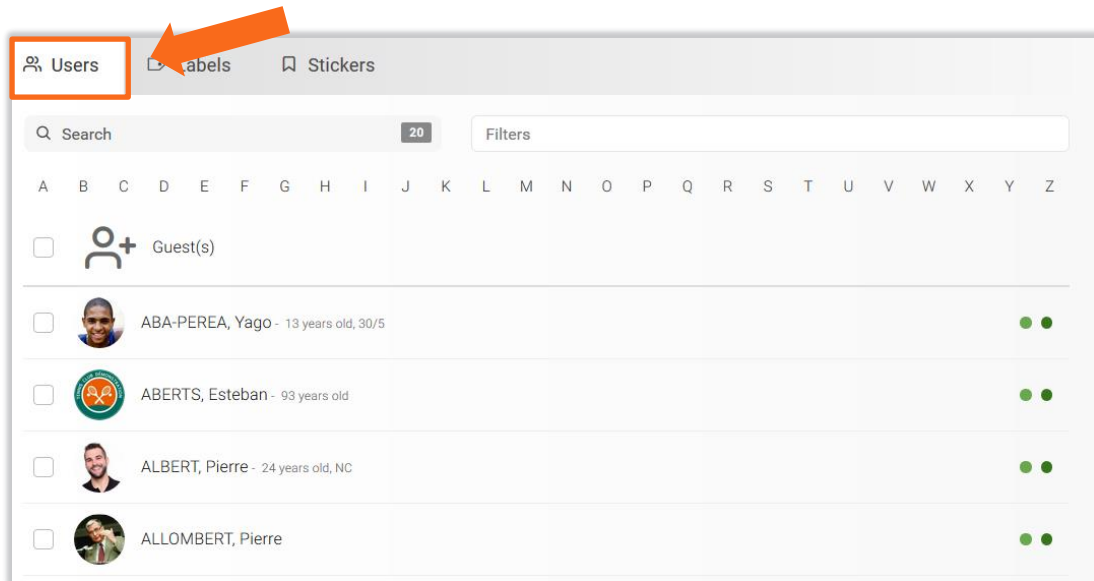 Users Labels Stickers
Search 20 Filters
A B C D E F G H I J K L M N O P Q R S T U V W X Y Z
Guest(s)
ABA-PEREA, Yago - 13 years old, 30/5
ABERTS, Esteban - 93 years old
ALBERT, Pierre - 24 years old, NC
ALLOMBERT, Pierre